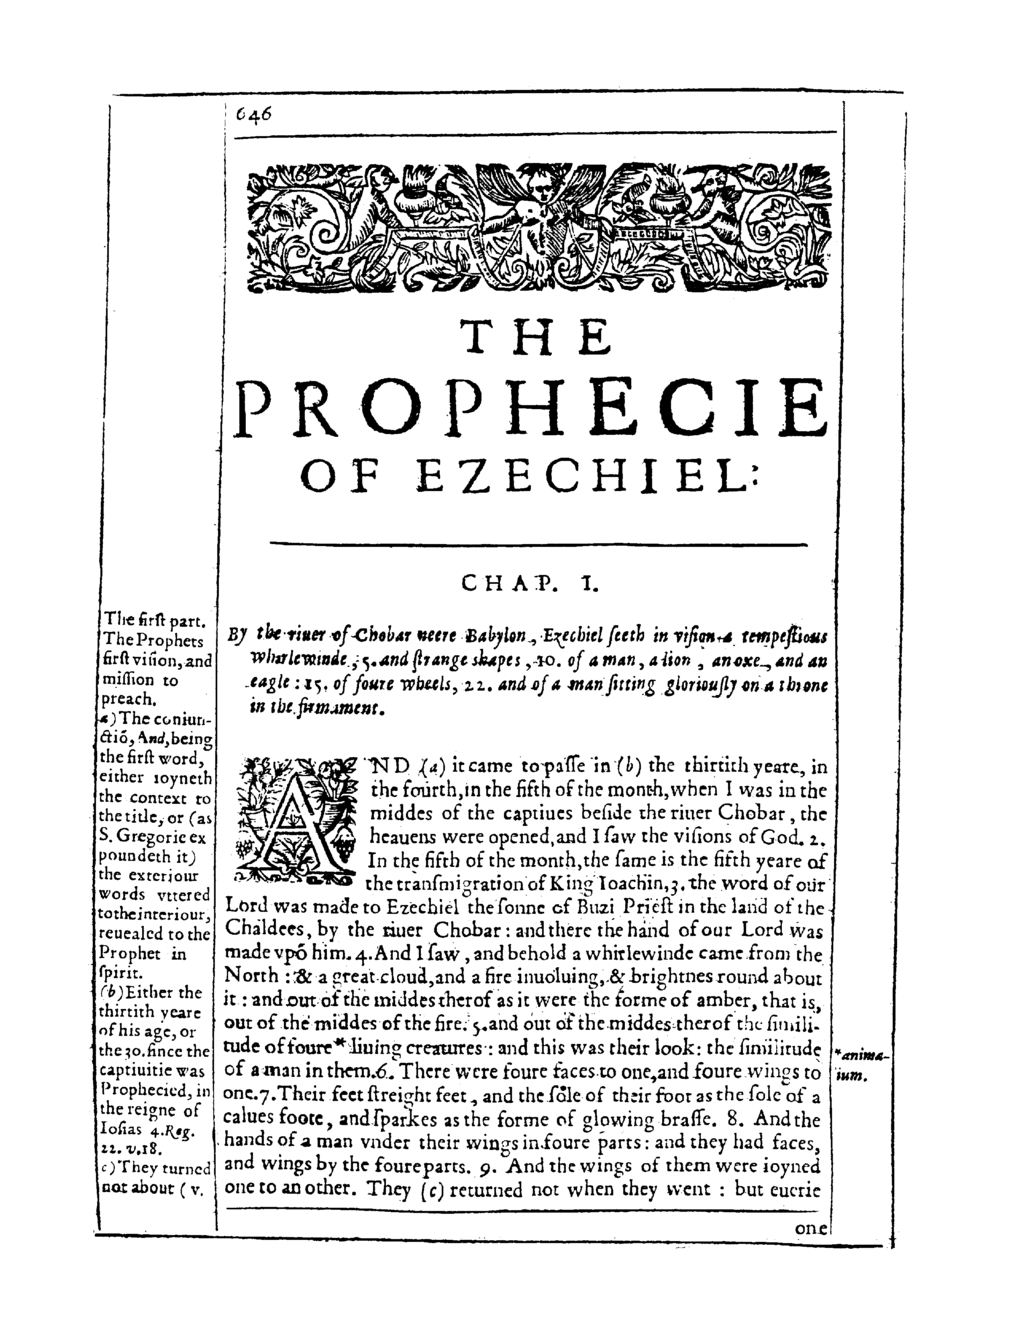 646
THE
PROPHECIE
OF EZECHIEL:
CHAP. I.
By the riuer of Chobar neere Babylon, Ezechiel seeth in vision a tempestious
whirlewinde, 5. and strange shapes, 10. of a man, a lion, an oxe, and an
eagle: 15. of foure wheels, 22. and of a man sitting gloriously on a throne
in the firmament.
AND (a) it came to passe in (b) the thirtith yeare, in
the fourth, in the fifth of the month, when I was in the
middes of the captiues beside the riuer Chobar, the
heauens were opened, and I saw the visions of God. 2.
In the fifth of the month, the same is the fifth yeare of
the transmigration of King Ioachin, 3. the word of our
Lord was made to Ezechiel the sonne of Buzi Priest in the land of the
Chaldees, by the riuer Chobar: and there the hand of our Lord was
made vpō him. 4. And I saw, and behold a whirlewinde came from the
North: & a great cloud, and a fire inuoluing, & brightnes round about
it: and out of the middes therof as it were the forme of amber, that is,
out of the middes of the fire. 5. and out of the middes therof the simili-
tude of foure * liuing creatures: and this was their look: the similitude
of a man in them. 6. There were foure faces to one, and foure wings to
one. 7. Their feet streight feet, and the sole of their foot as the sole of a
calues foote, and sparkes as the forme of glowing brasse. 8. And the
hands of a man vnder their wings in foure parts: and they had faces,
and wings by the foure parts. 9. And the wings of them were ioyned
one to an other. They (c) returned not when they went: but euerie
one
The first part.
The Prophets
first vision, and
mission to
preach.
a) The coniun-
ctiō, And, being
the first word,
either ioyneth
the context to
the title, or (as
S. Gregorie ex
poundeth it)
the exteriour
words vttered
to the interiour,
reuealed to the
Prophet in
spirit.
(b) Either the
thirtith yeare
of his age, or
the 30. since the
captiuitie was
Prophecied, in
the reigne of
Iosias 4. Reg.
22. v. 18.
c) They turned
not about (v.
*anima-
ium.